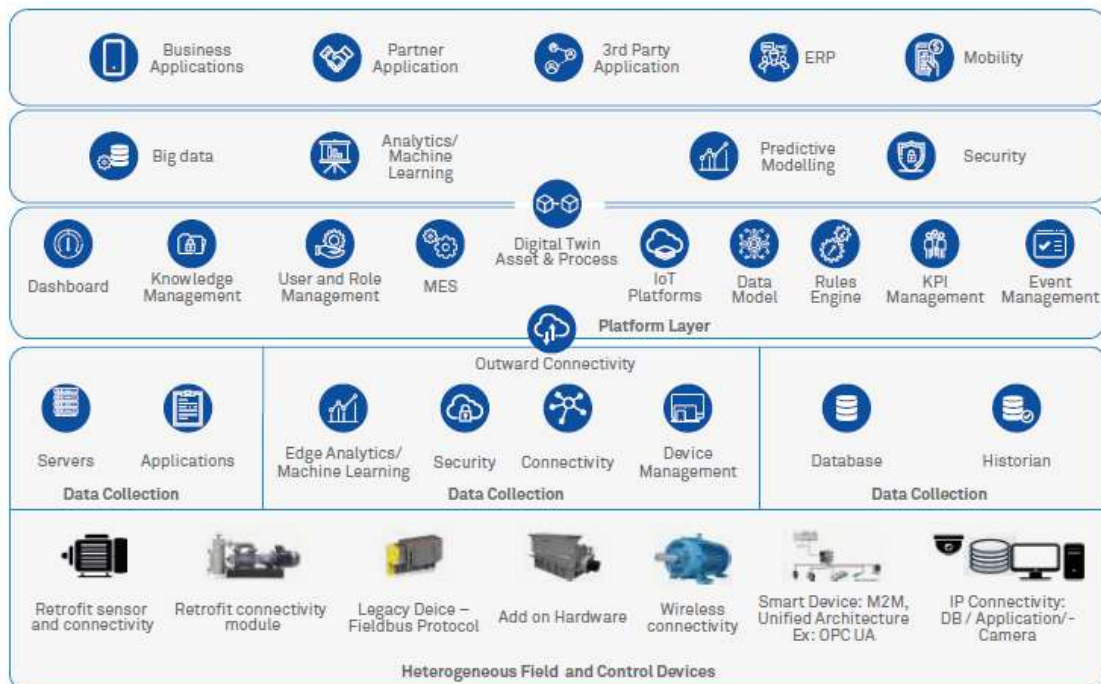 Business
Applications
Partner
Application
3rd Party
Application
ERP
Mobility
Big data
Analytics/
Machine
Learning
Predictive
Modelling
Security
Dashboard
Knowledge
Management
User and Role
Management
MES
Digital Twin
Asset & Process
IoT
Platforms
Data
Model
Rules
Engine
KPI
Management
Event
Management
Platform Layer
Outward Connectivity
Servers
Applications
Data Collection
Edge Analytics/
Machine Learning
Security
Connectivity
Device
Management
Data Collection
Database
Historian
Data Collection
Retrofit sensor
and connectivity
Retrofit connectivity
module
Legacy Deice –
Fieldbus Protocol
Add on Hardware
Wireless
connectivity
Smart Device: M2M,
Unified Architecture
Ex: OPC UA
IP Connectivity:
DB / Application/-
Camera
Heterogeneous Field and Control Devices